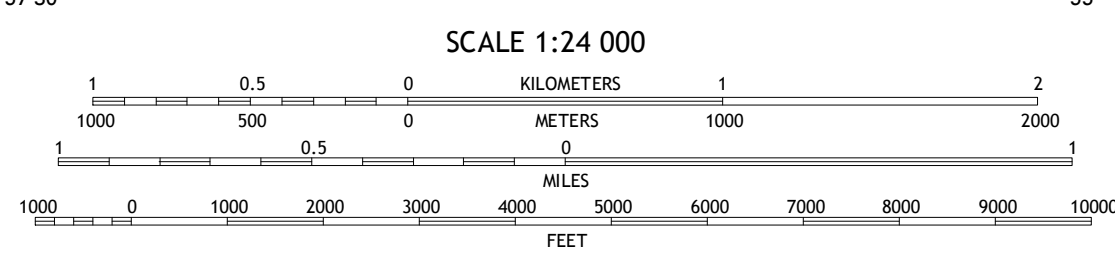 SCALE 1:24 000
1 0.5 0 KILOMETERS 1 2
1000 500 0 METERS 1000 2000
1 0.5 0 1
MILES
1000 0 1000 2000 3000 4000 5000 6000 7000 8000 9000 10000
FEET